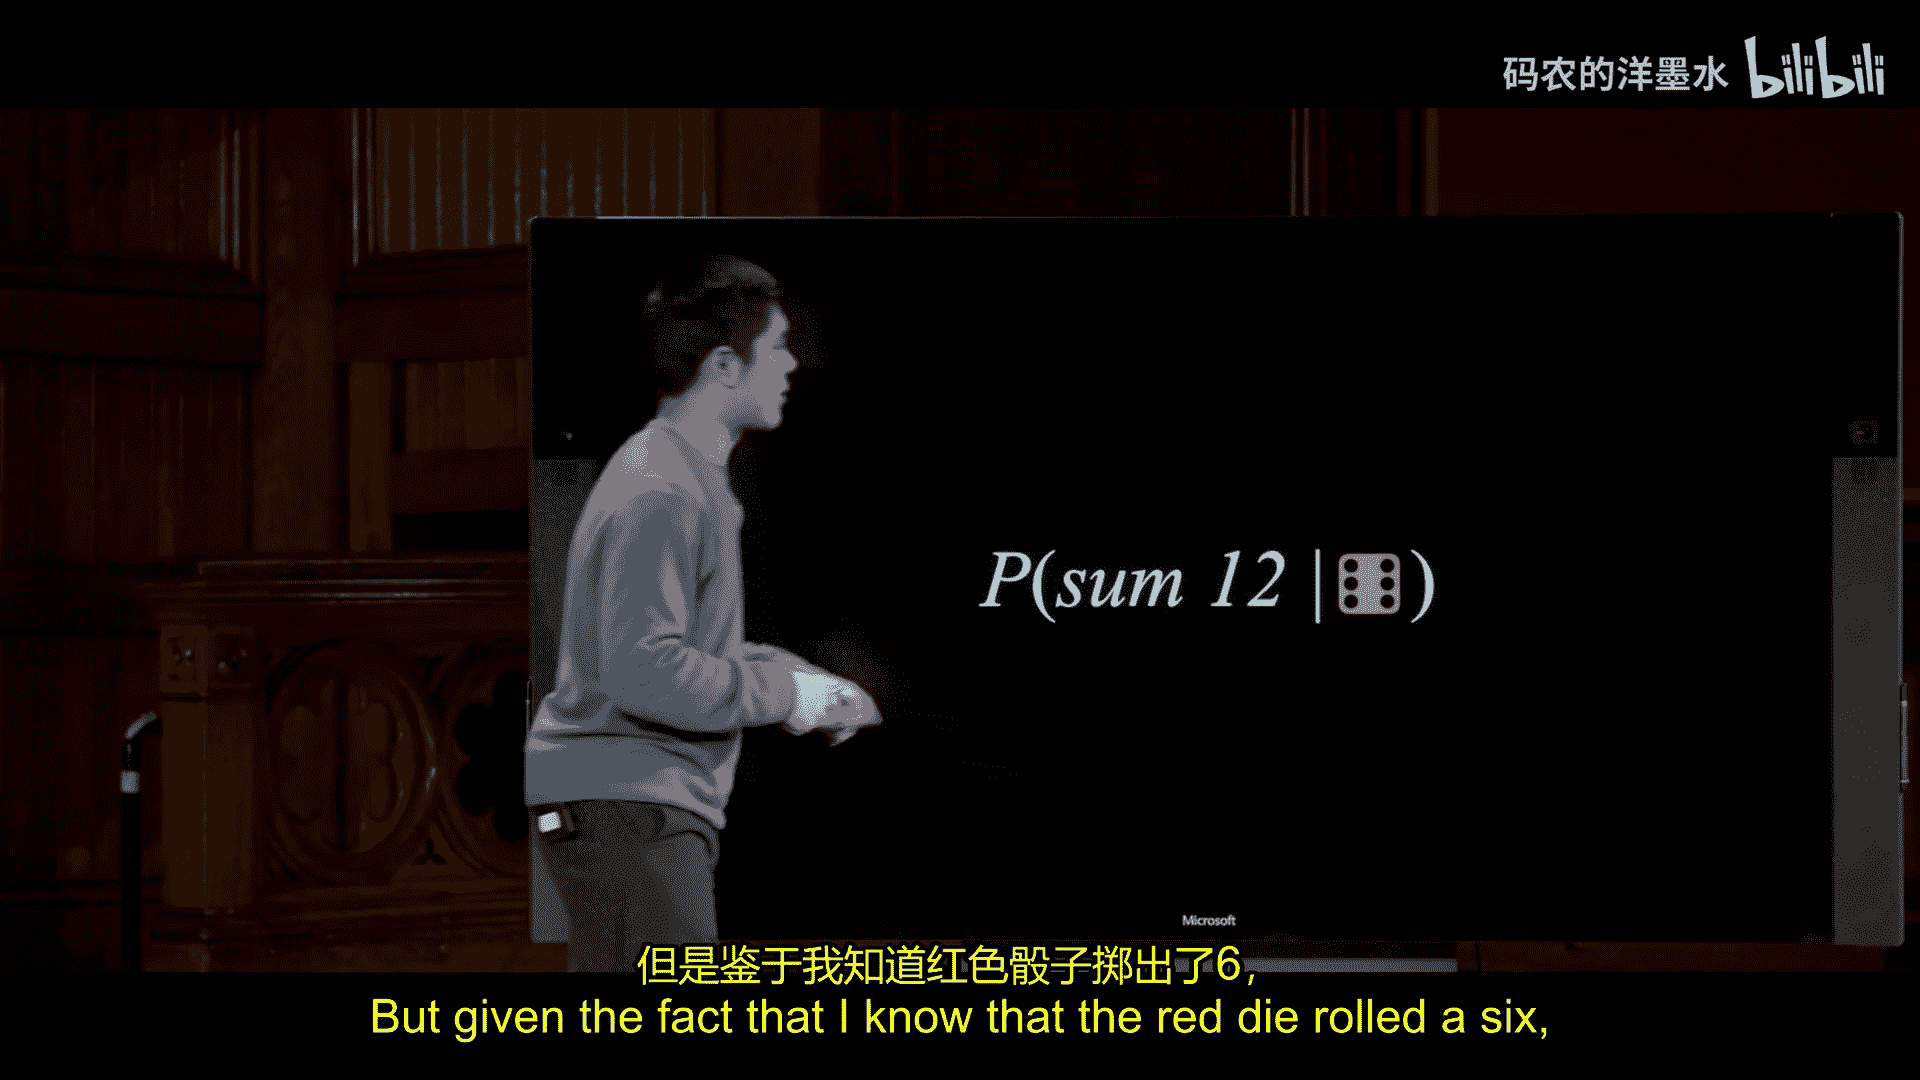 码农的洋墨水 bilibili
P(sum 12 | )
Microsoft
但是鉴于我知道红色骰子掷出了6，
But given the fact that I know that the red die rolled a six,